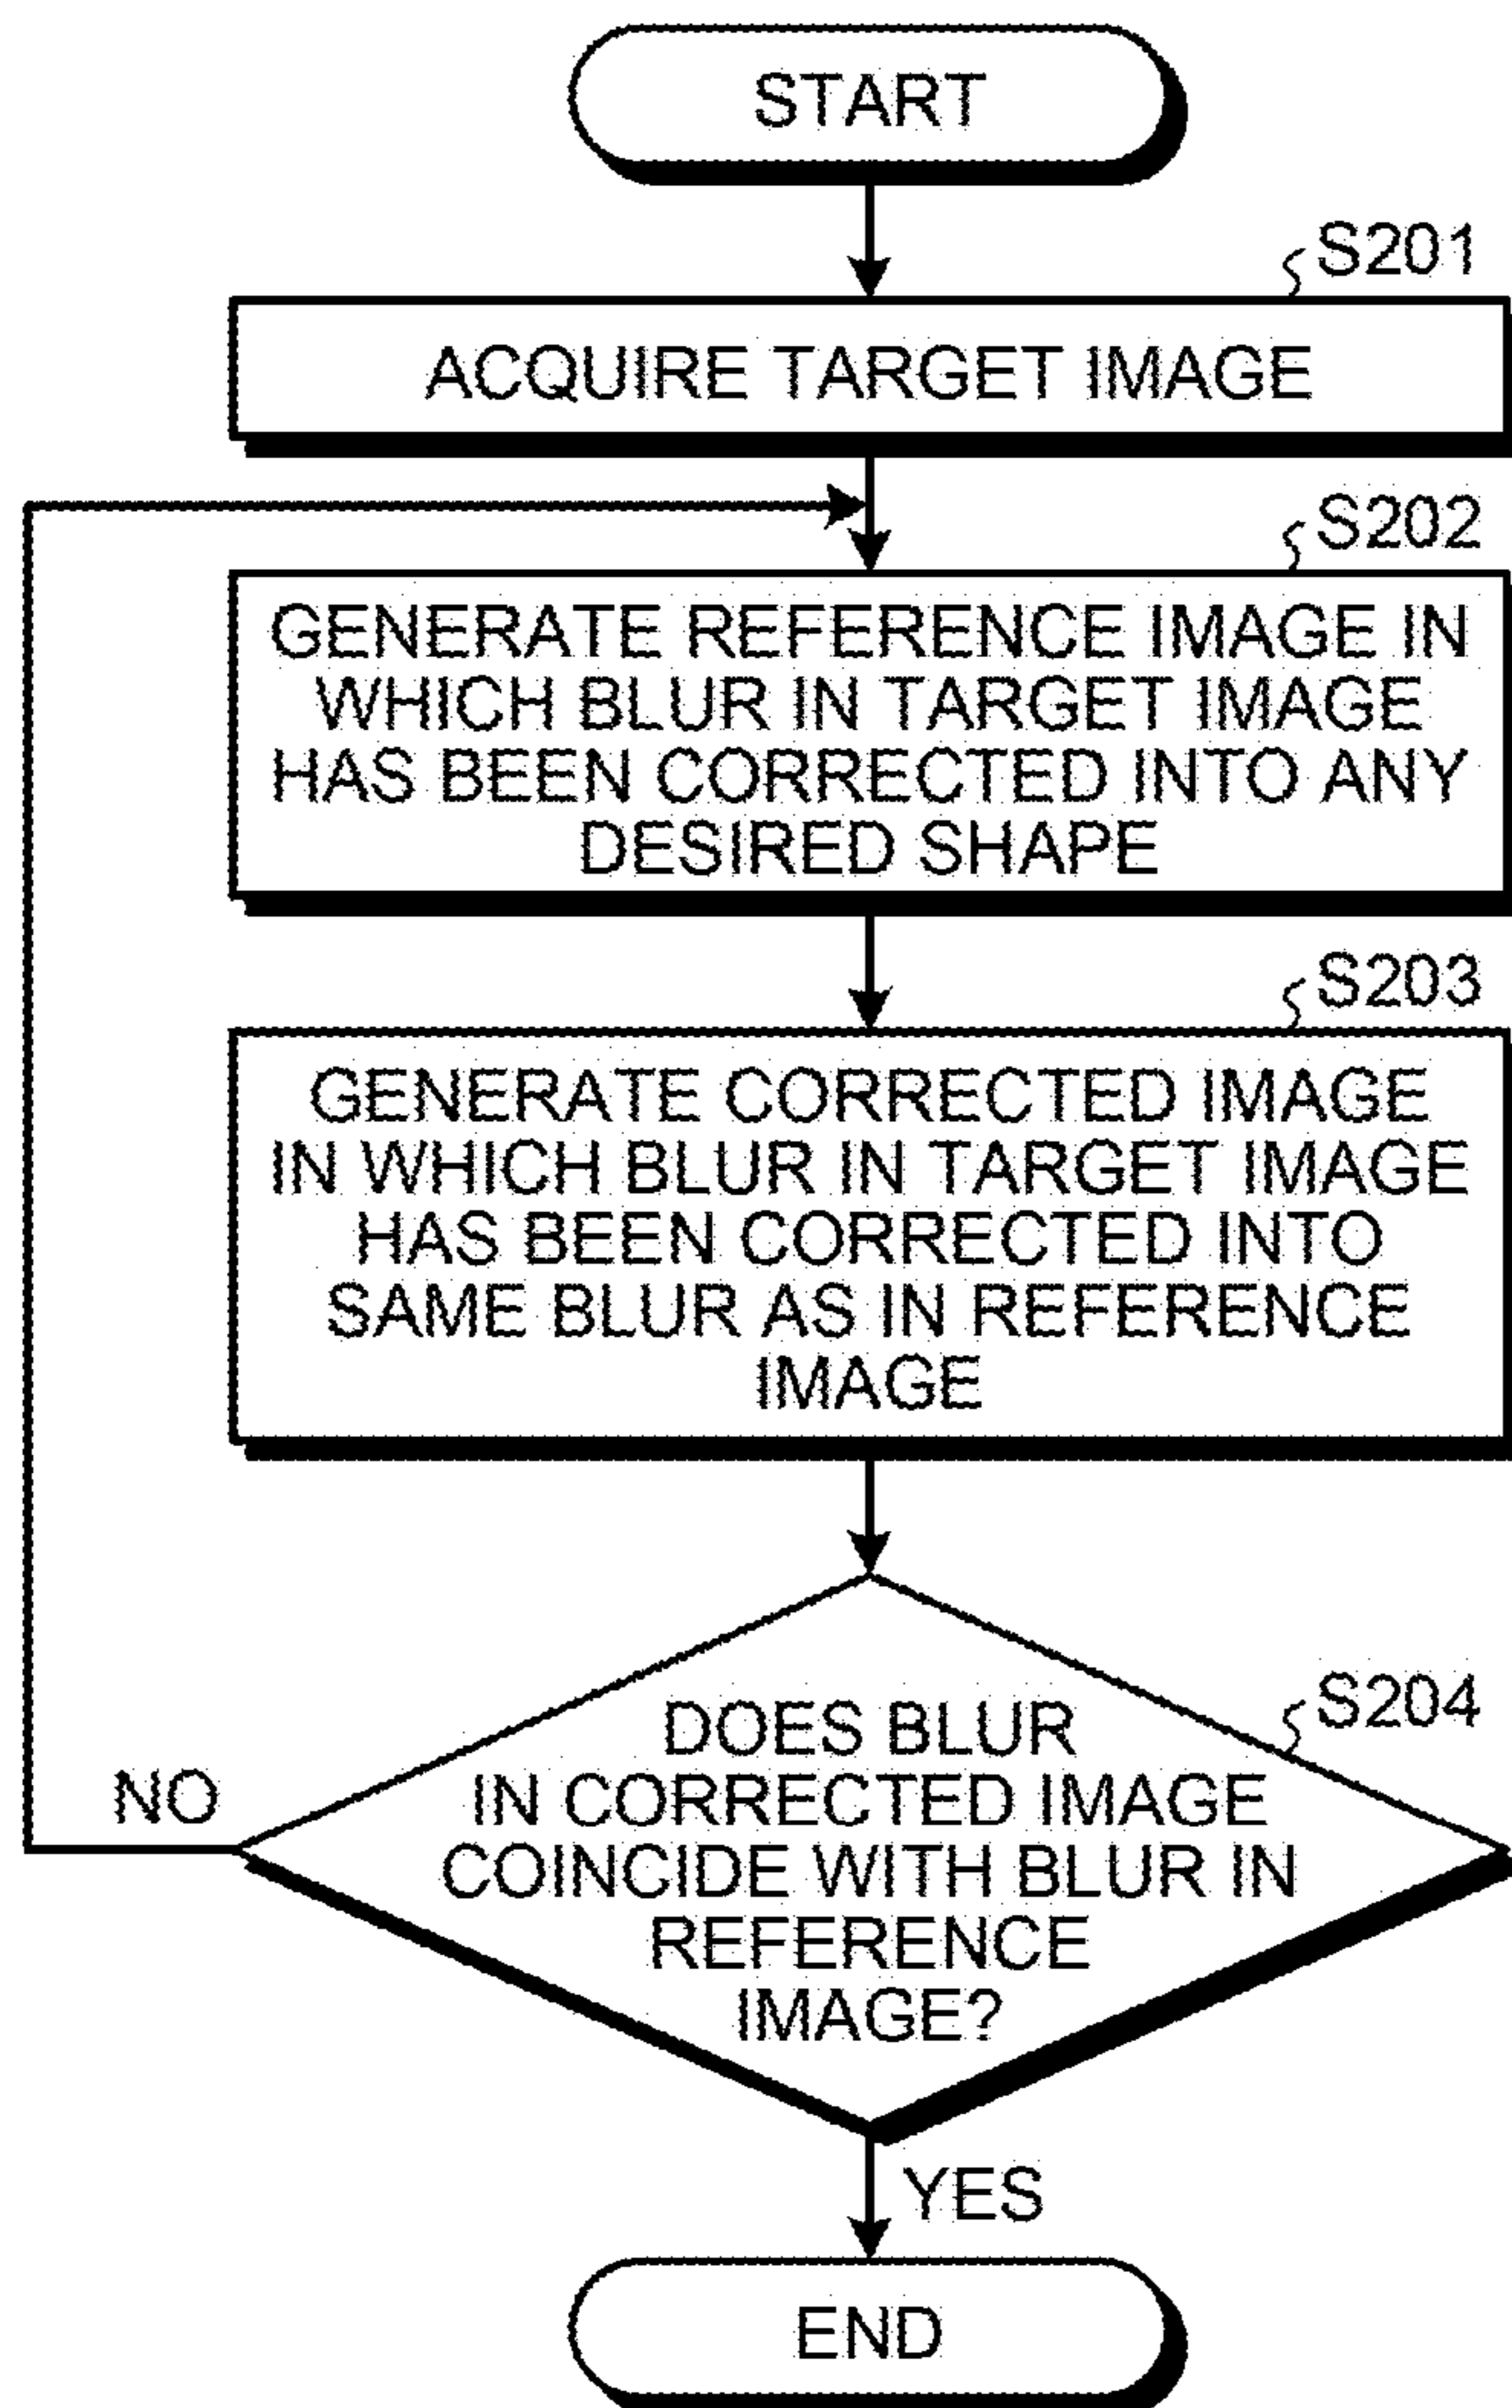 START
S201
ACQUIRE TARGET IMAGE
S202
GENERATE REFERENCE IMAGE IN
WHICH BLUR IN TARGET IMAGE
HAS BEEN CORRECTED INTO ANY
DESIRED SHAPE
S203
GENERATE CORRECTED IMAGE
IN WHICH BLUR IN TARGET IMAGE
HAS BEEN CORRECTED INTO
SAME BLUR AS IN REFERENCE
IMAGE
S204
DOES BLUR
IN CORRECTED IMAGE
COINCIDE WITH BLUR IN
REFERENCE
IMAGE?
NO
YES
END